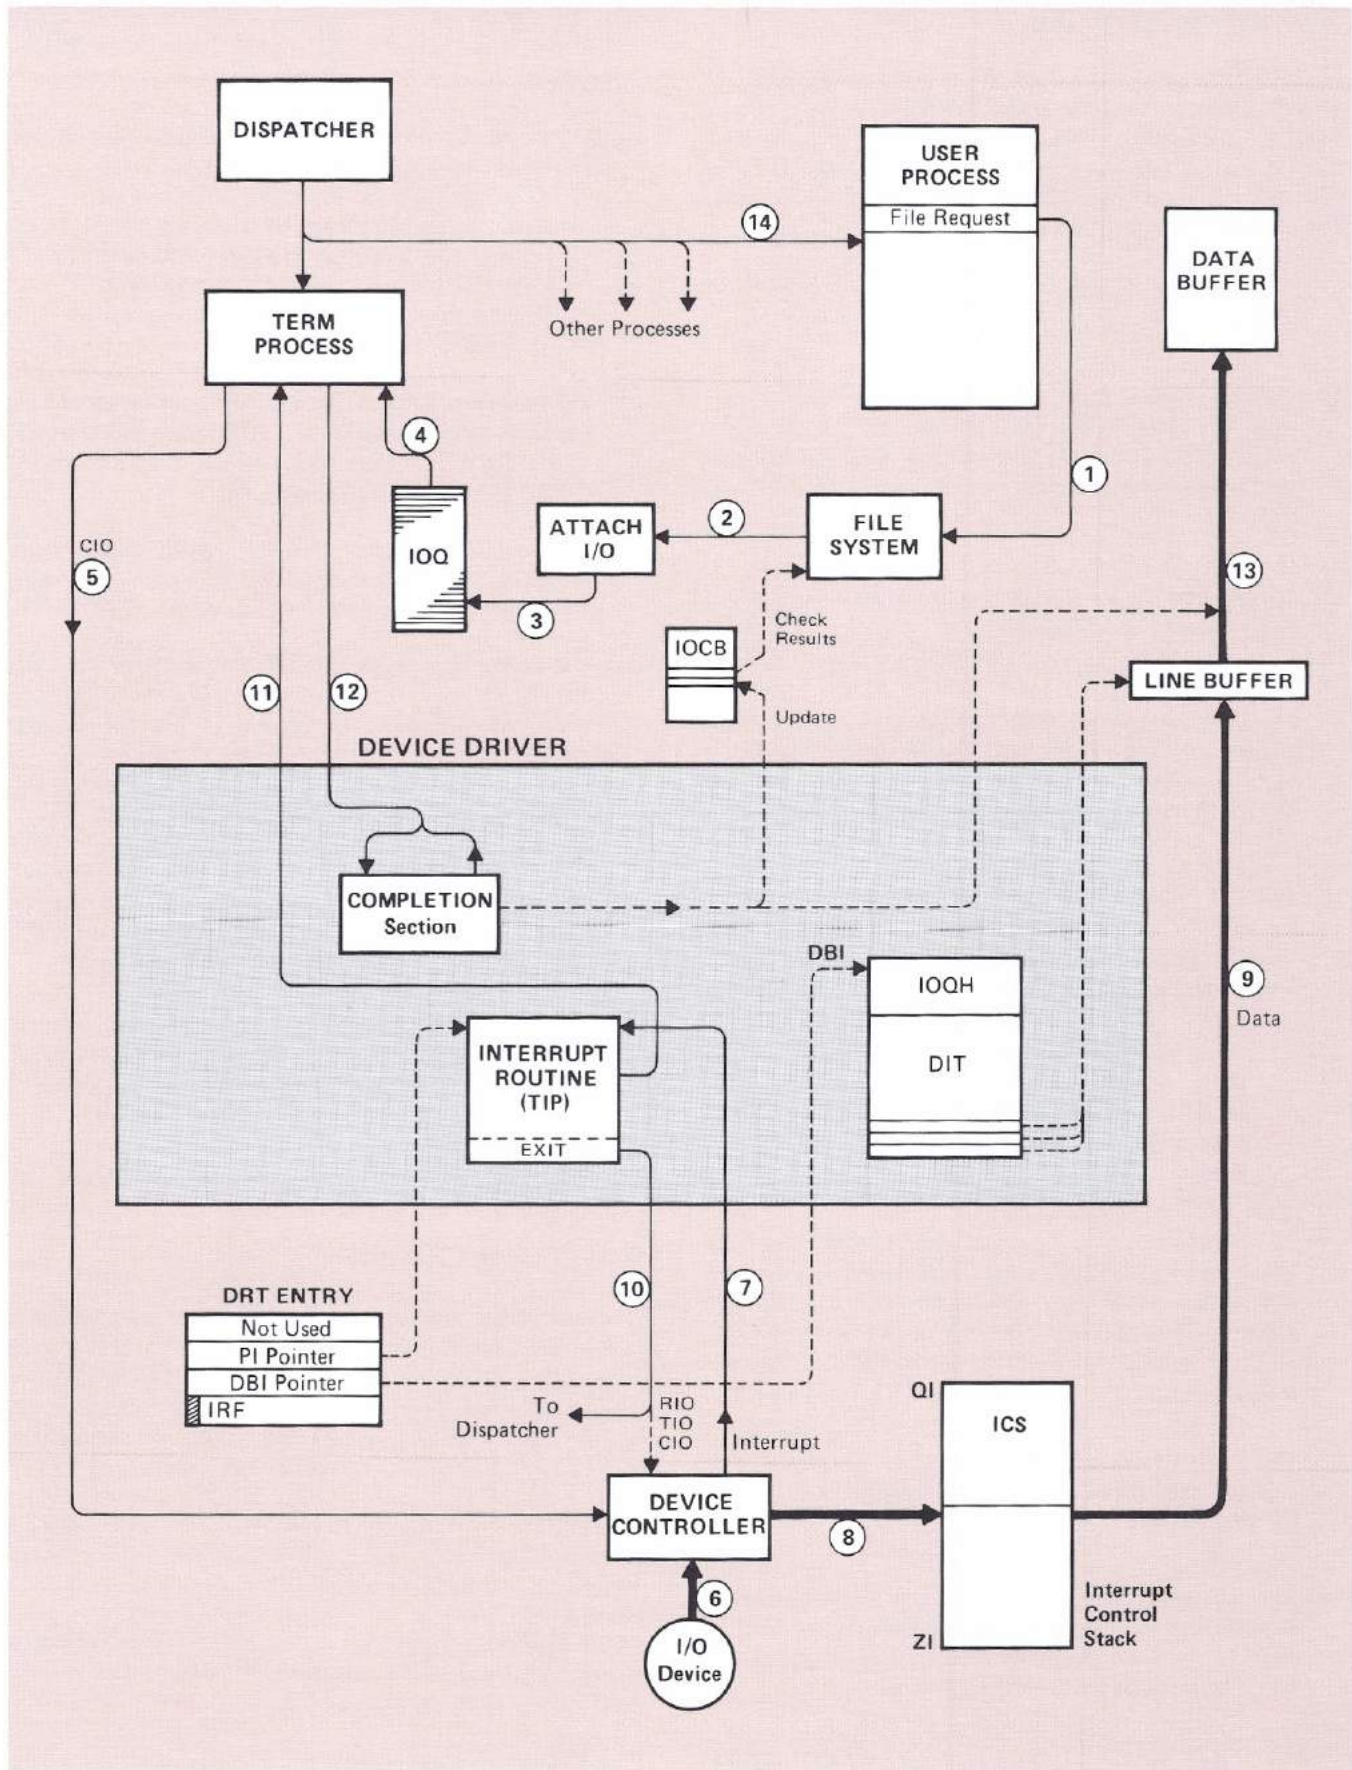 DISPATCHER
USER
PROCESS
File Request
14
DATA
BUFFER
TERM
PROCESS
Other Processes
4
1
IOQ
ATTACH
I/O
2
FILE
SYSTEM
CIO
5
13
3
Check
Results
IOCB
11
12
LINE BUFFER
Update
DEVICE DRIVER
COMPLETION
Section
DBI
IOQH
9
Data
INTERRUPT
ROUTINE
(TIP)
EXIT
DIT
10
7
DRT ENTRY
Not Used
PI Pointer
DBI Pointer
IRF
To
Dispatcher
RIO
TIO
CIO
Interrupt
QI
ICS
DEVICE
CONTROLLER
8
6
I/O
Device
ZI
Interrupt
Control
Stack